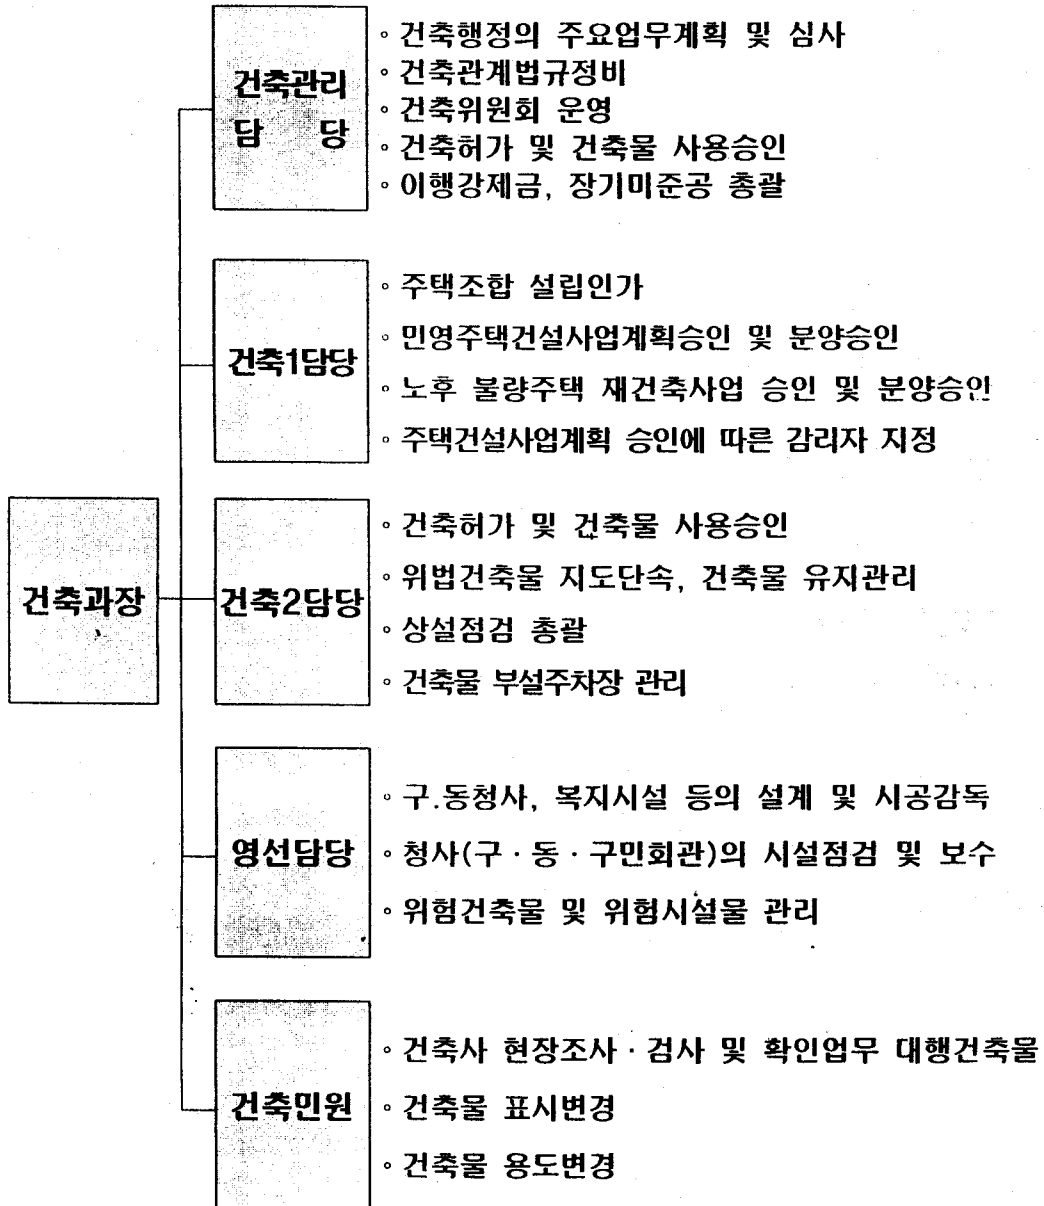 건축과장
건축관리
담 당
◦ 건축행정의 주요업무계획 및 심사
◦ 건축관계법규정비
◦ 건축위원회 운영
◦ 건축허가 및 건축물 사용승인
◦ 이행강제금, 장기미준공 총괄
건축1담당
◦ 주택조합 설립인가
◦ 민영주택건설사업계획승인 및 분양승인
◦ 노후 불량주택 재건축사업 승인 및 분양승인
◦ 주택건설사업계획 승인에 따른 감리자 지정
건축2담당
◦ 건축허가 및 건축물 사용승인
◦ 위법건축물 지도단속, 건축물 유지관리
◦ 상설점검 총괄
◦ 건축물 부설주차장 관리
영선담당
◦ 구.동청사, 복지시설 등의 설계 및 시공감독
◦ 청사(구 · 동 · 구민회관)의 시설점검 및 보수
◦ 위험건축물 및 위험시설물 관리
건축민원
◦ 건축사 현장조사 · 검사 및 확인업무 대행건축물
◦ 건축물 표시변경
◦ 건축물 용도변경